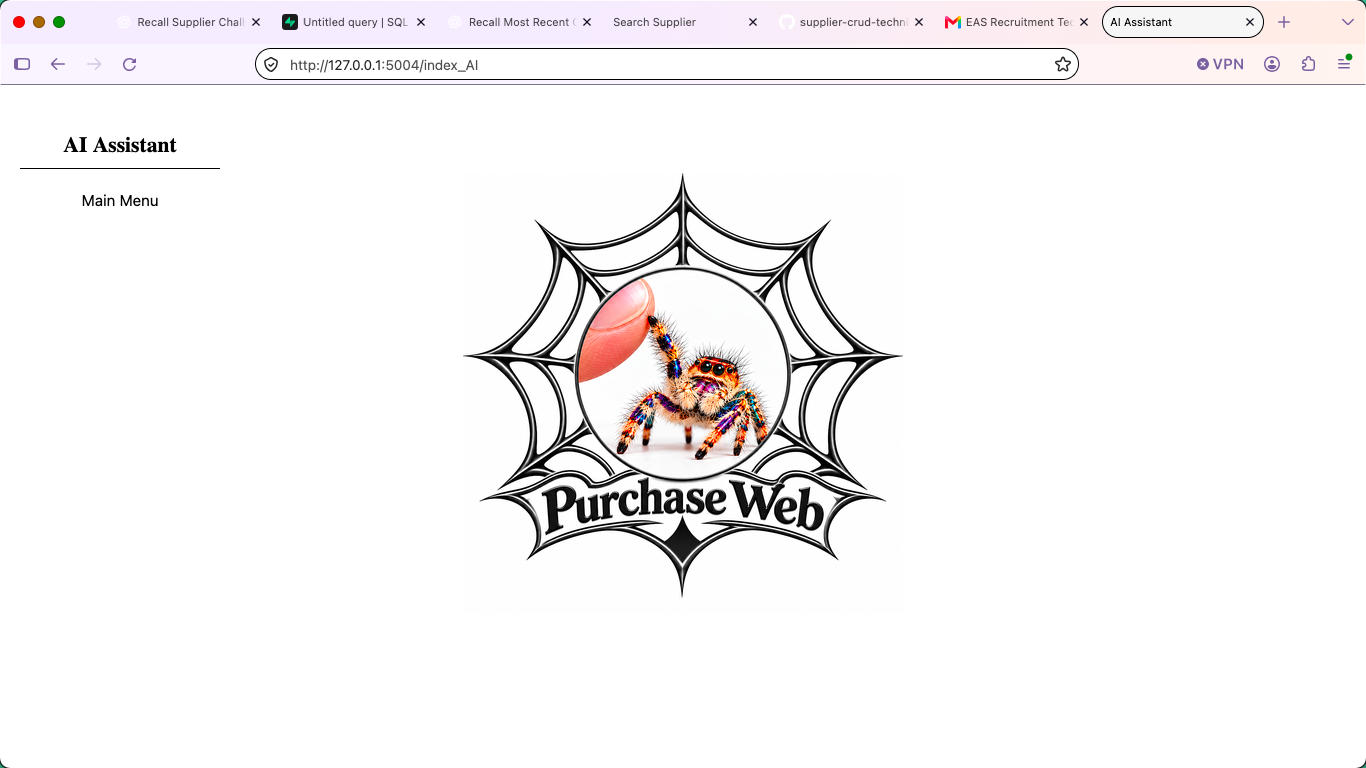 Recall Supplier Chall
Untitled query | SQL
Recall Most Recent
Search Supplier
supplier-crud-techni
EAS Recruitment Tec
AI Assistant
http://127.0.0.1:5004/index_AI
VPN
AI Assistant
Main Menu
Purchase Web